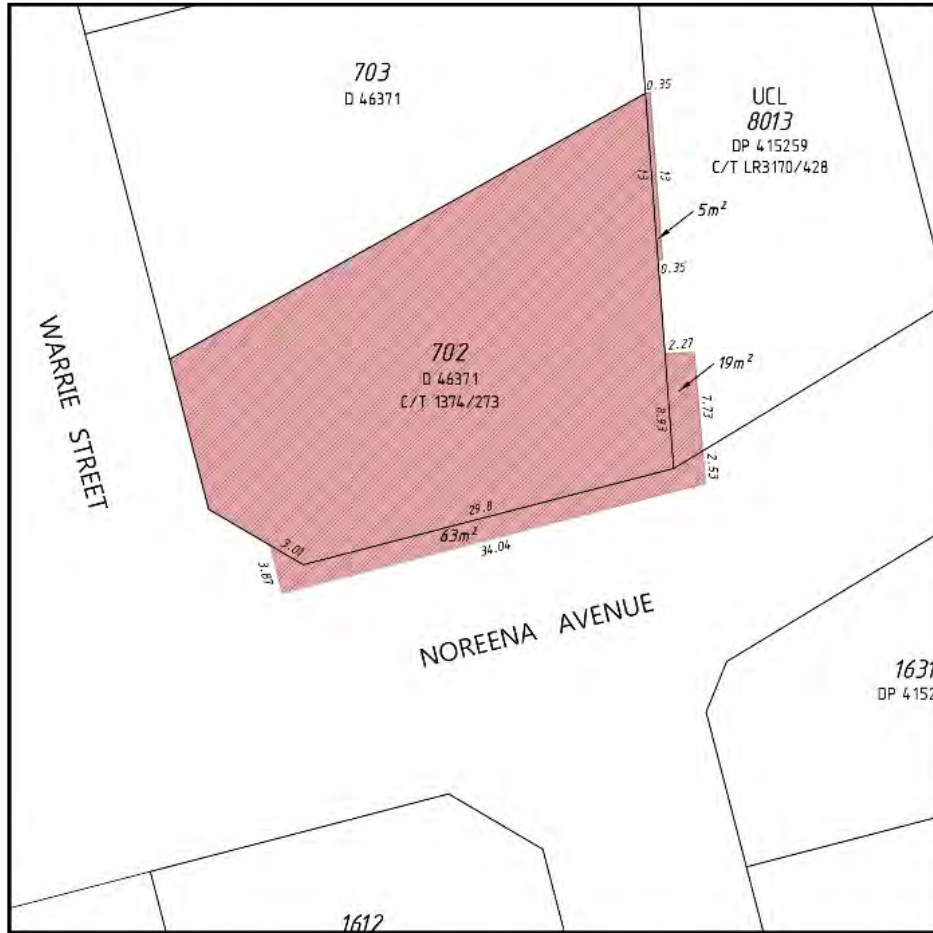 703
D 46371
0.35
UCL
8013
DP 415259
C/T LR3170/428
13
13
5m²
0.35
WARRIE STREET
702
D 46371
C/T 1374/273
2.27
19m²
7.73
8.93
2.53
29.8
63m²
34.04
3.87
NOREENA AVENUE
1631
DP 4152
1612